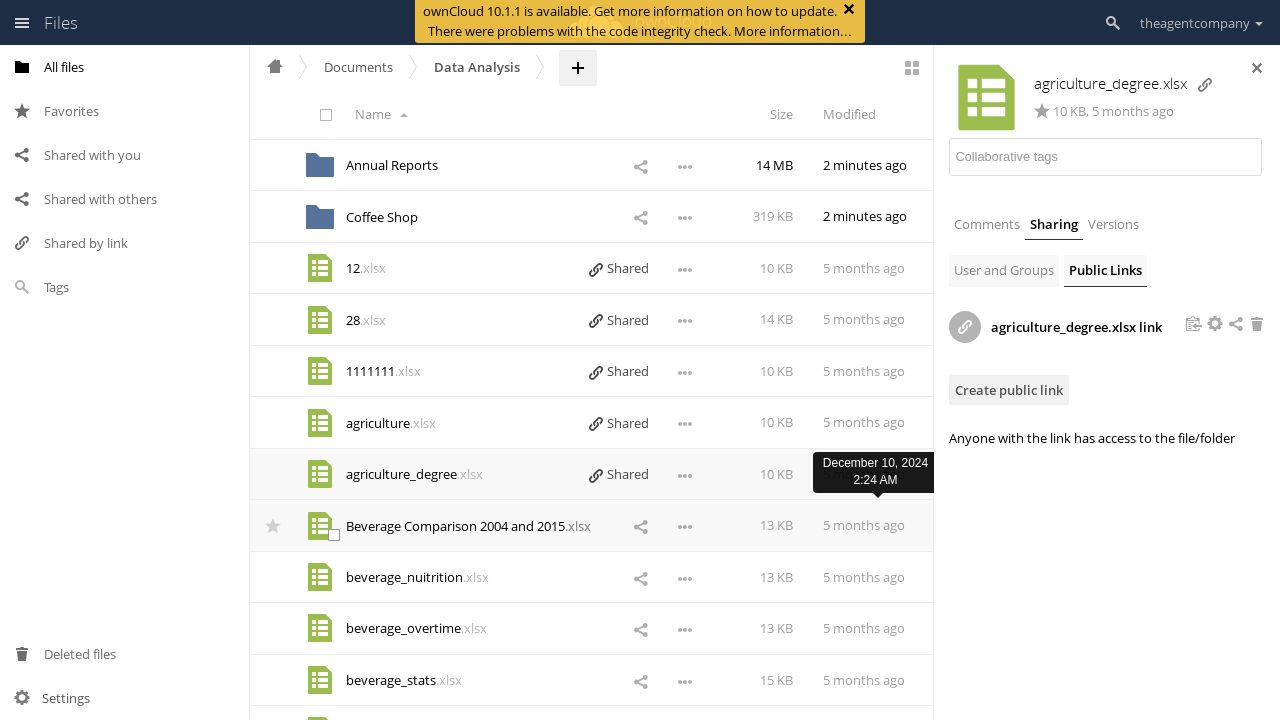 Files
ownCloud 10.1.1 is available. Get more information on how to update.
There were problems with the code integrity check. More information…
theagentcompany
All files
Favorites
Shared with you
Shared with others
Shared by link
Tags
Deleted files
Settings
Documents
Data Analysis
Name
Size
Modified
Annual Reports
14 MB
2 minutes ago
Coffee Shop
319 KB
2 minutes ago
12.xlsx
Shared
10 KB
5 months ago
28.xlsx
Shared
14 KB
5 months ago
1111111.xlsx
Shared
10 KB
5 months ago
agriculture.xlsx
Shared
10 KB
5 months ago
agriculture_degree.xlsx
Shared
10 KB
December 10, 2024
2:24 AM
Beverage Comparison 2004 and 2015.xlsx
13 KB
5 months ago
beverage_nuitrition.xlsx
13 KB
5 months ago
beverage_overtime.xlsx
13 KB
5 months ago
beverage_stats.xlsx
15 KB
5 months ago
agriculture_degree.xlsx
10 KB, 5 months ago
Collaborative tags
Comments
Sharing
Versions
User and Groups
Public Links
agriculture_degree.xlsx link
Create public link
Anyone with the link has access to the file/folder